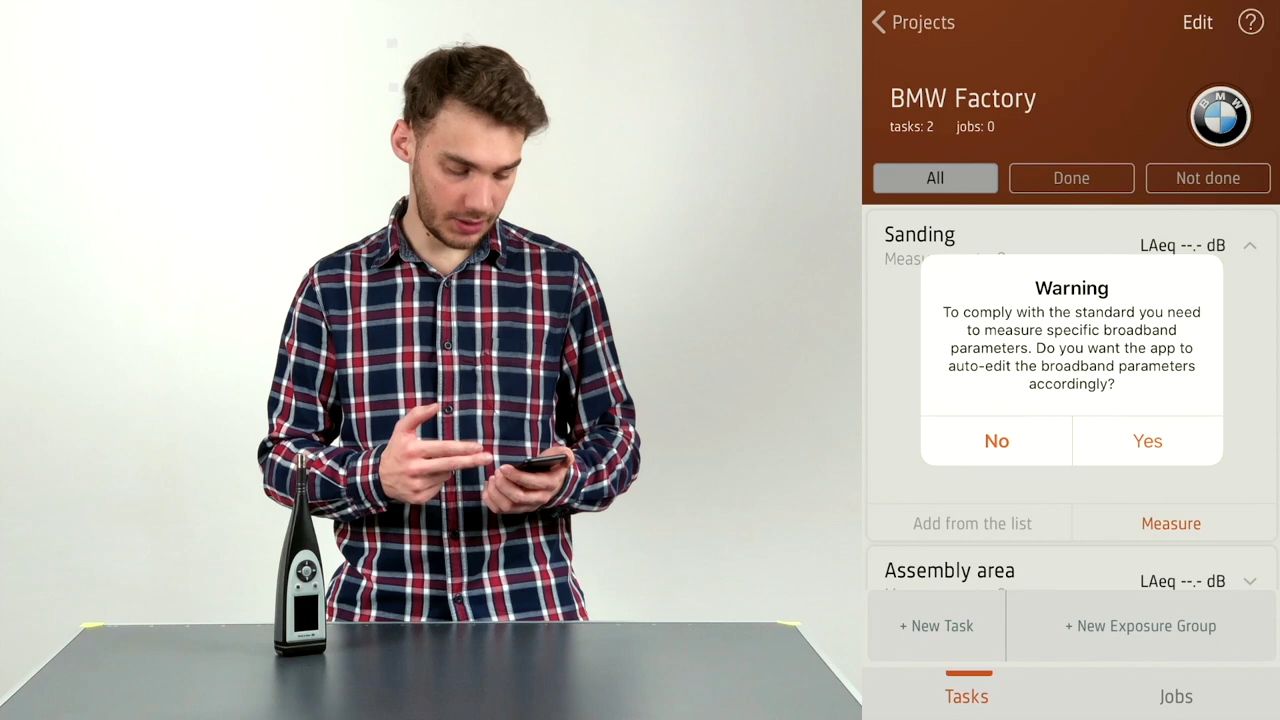 Projects
Edit
?
BMW Factory
BMW
tasks: 2 jobs: 0
All
Done
Not done
Sanding
LAeq --.- dB
Warning
To comply with the standard you need
to measure specific broadband
parameters. Do you want the app to
auto-edit the broadband parameters
accordingly?
No
Yes
Add from the list
Measure
Assembly area
LAeq --.- dB
+ New Task
+ New Exposure Group
Tasks
Jobs